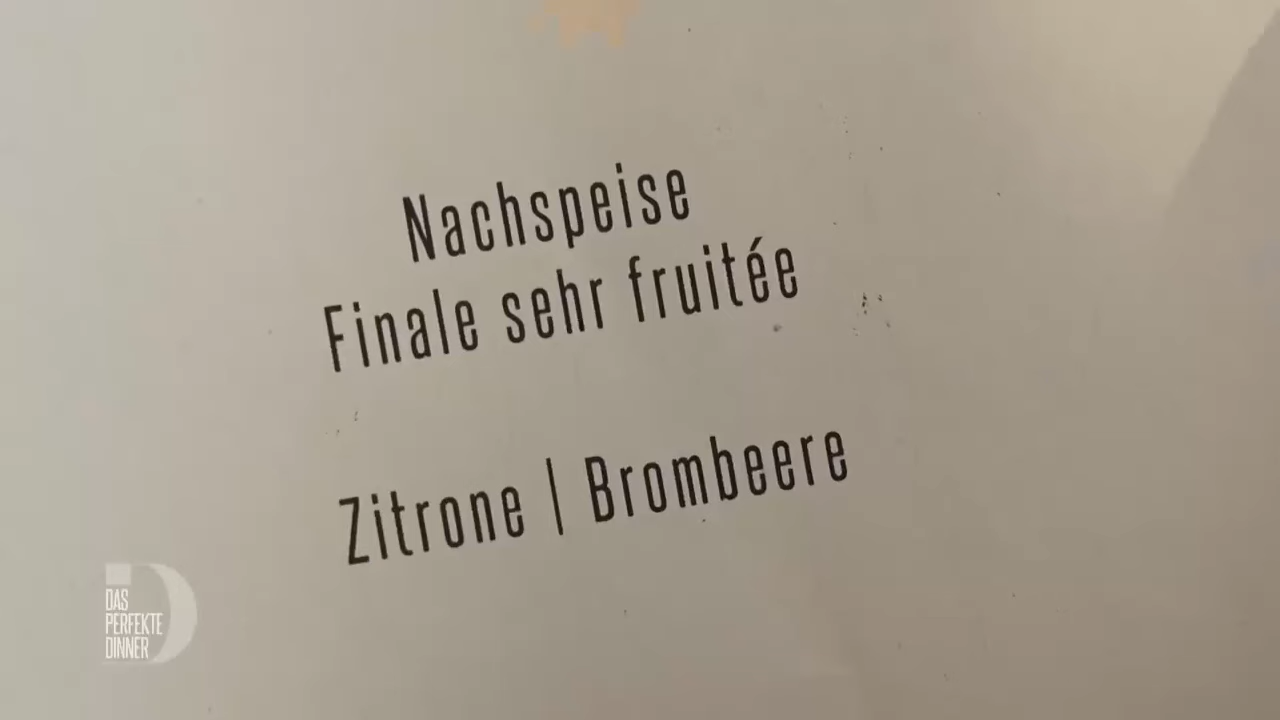 Nachspeise
Finale sehr fruitée
Zitrone | Brombeere
DAS
PERFEKTE
DINNER